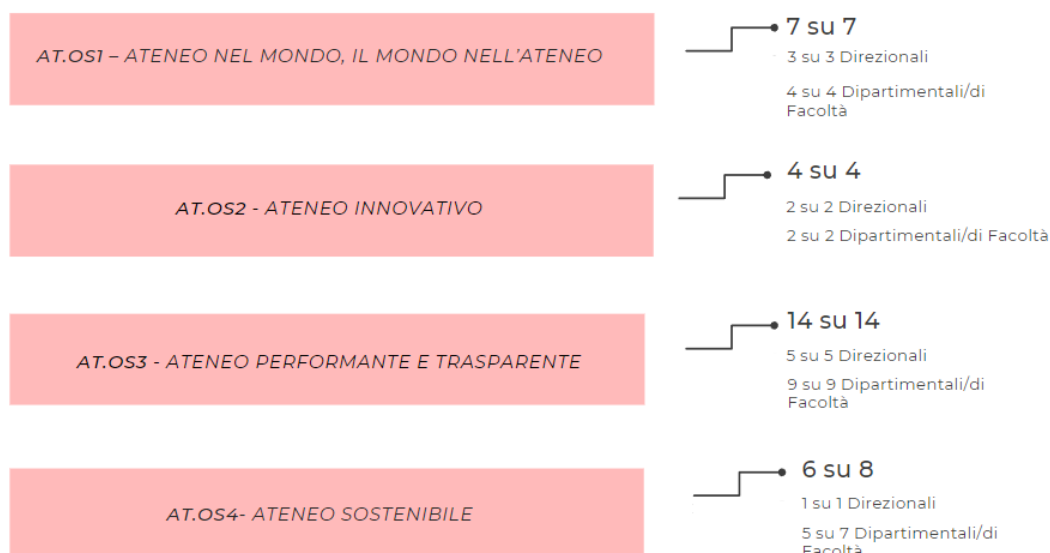 AT.OS1 – ATENEO NEL MONDO, IL MONDO NELL'ATENEO
7 su 7
3 su 3 Direzionali
4 su 4 Dipartimentali/di
Facoltà
AT.OS2 - ATENEO INNOVATIVO
4 su 4
2 su 2 Direzionali
2 su 2 Dipartimentali/di Facoltà
AT.OS3 - ATENEO PERFORMANTE E TRASPARENTE
14 su 14
5 su 5 Direzionali
9 su 9 Dipartimentali/di
Facoltà
AT.OS4- ATENEO SOSTENIBILE
6 su 8
1 su 1 Direzionali
5 su 7 Dipartimentali/di
Facoltà